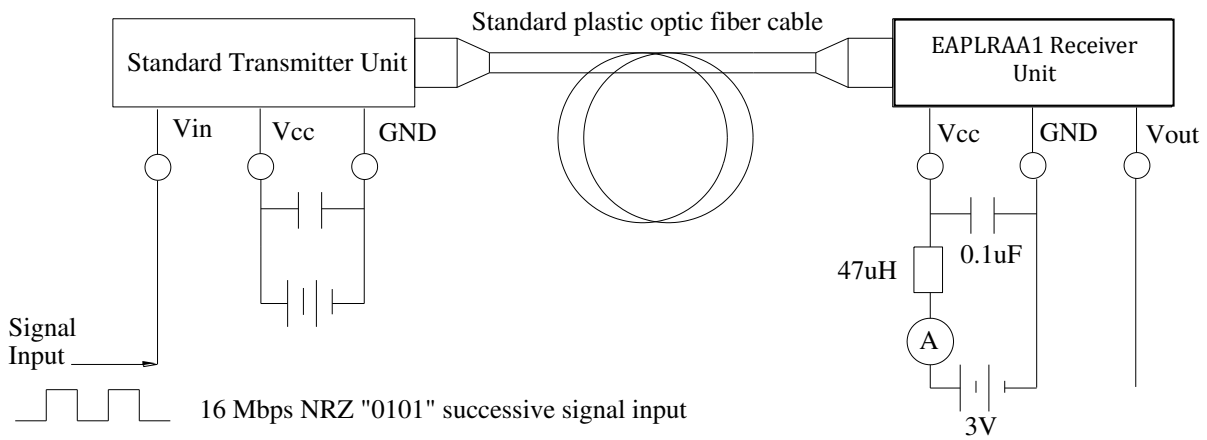 Standard plastic optic fiber cable
Standard Transmitter Unit
EAPLRAA1 Receiver
Unit
Vin
Vcc
GND
Vcc
GND
Vout
0.1uF
47uH
A
Signal
Input
16 Mbps NRZ "0101" successive signal input
3V